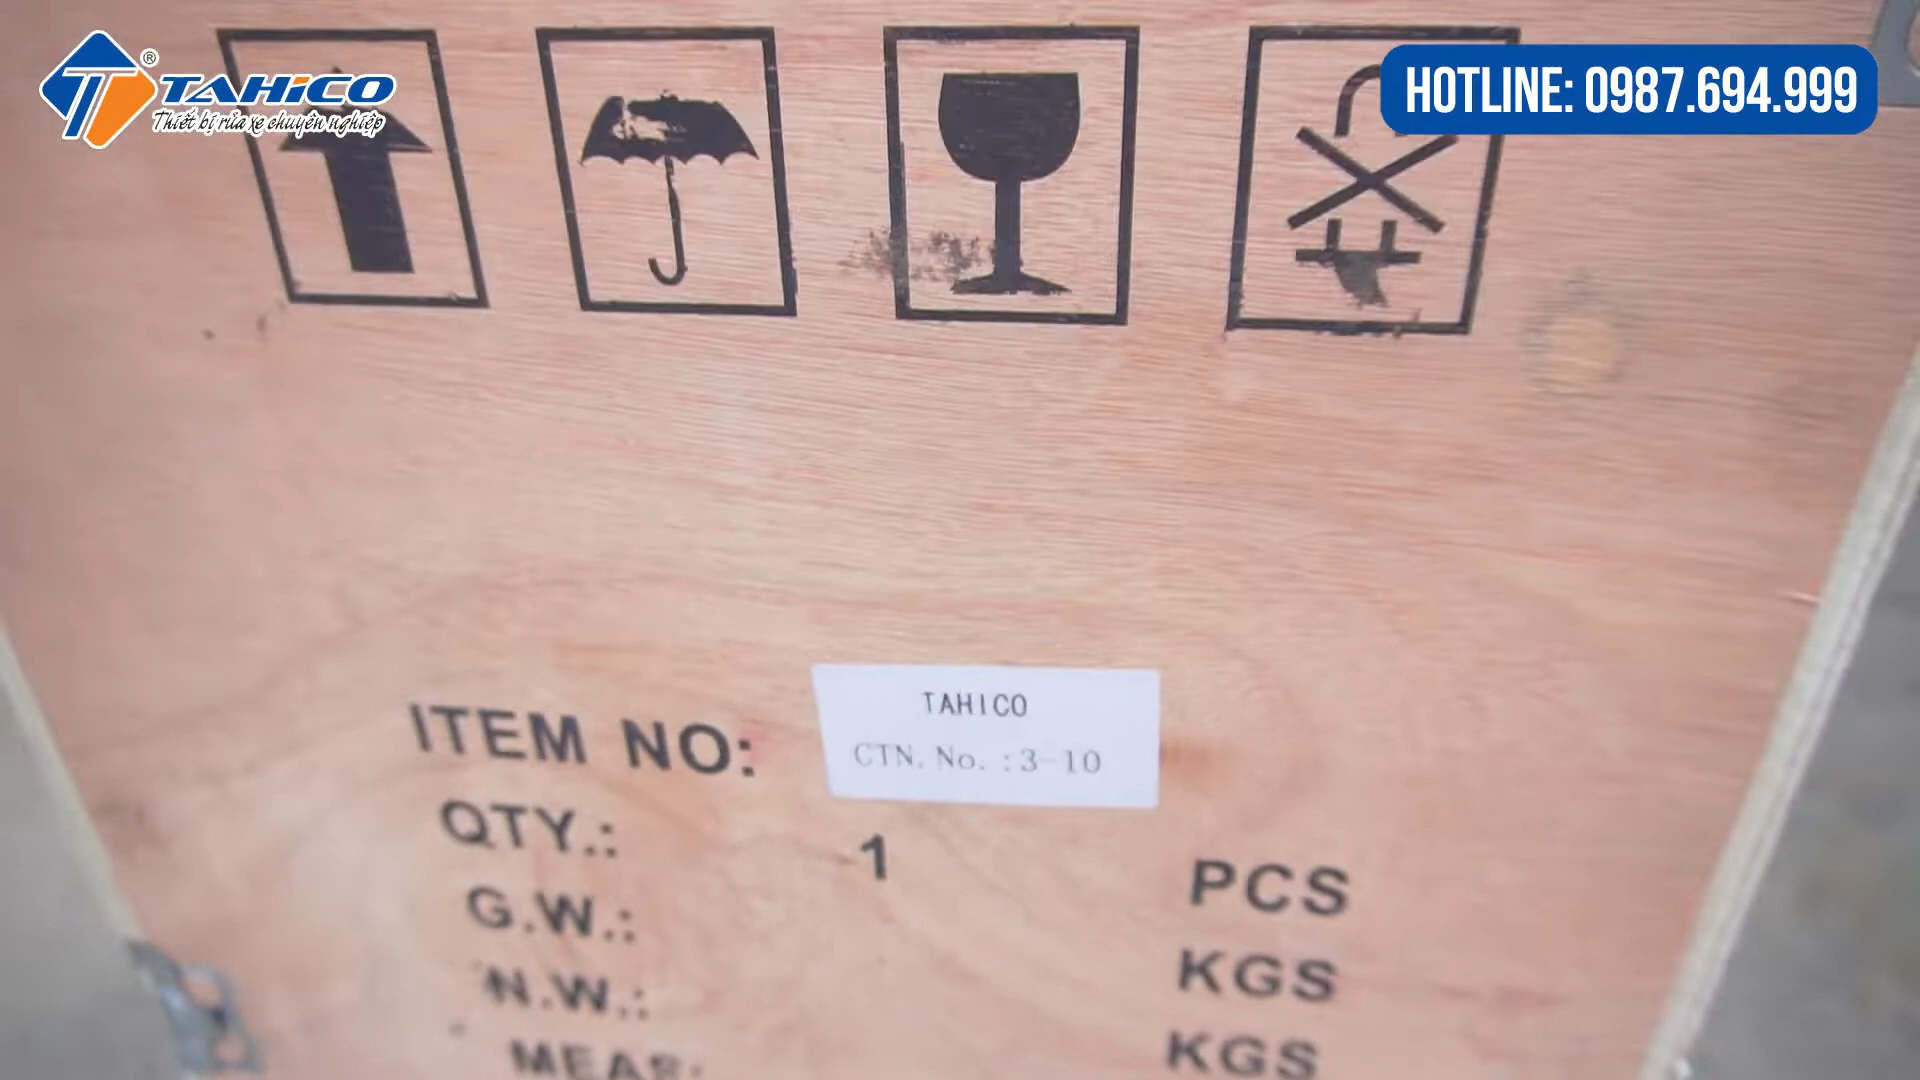 TAHICO®
Thiết bị rửa xe chuyên nghiệp
HOTLINE: 0987.694.999
TAHICO
CTN. No. :3-10
ITEM NO:
QTY.: 1 PCS
G.W.: KGS
N.W.: KGS
MEAS: